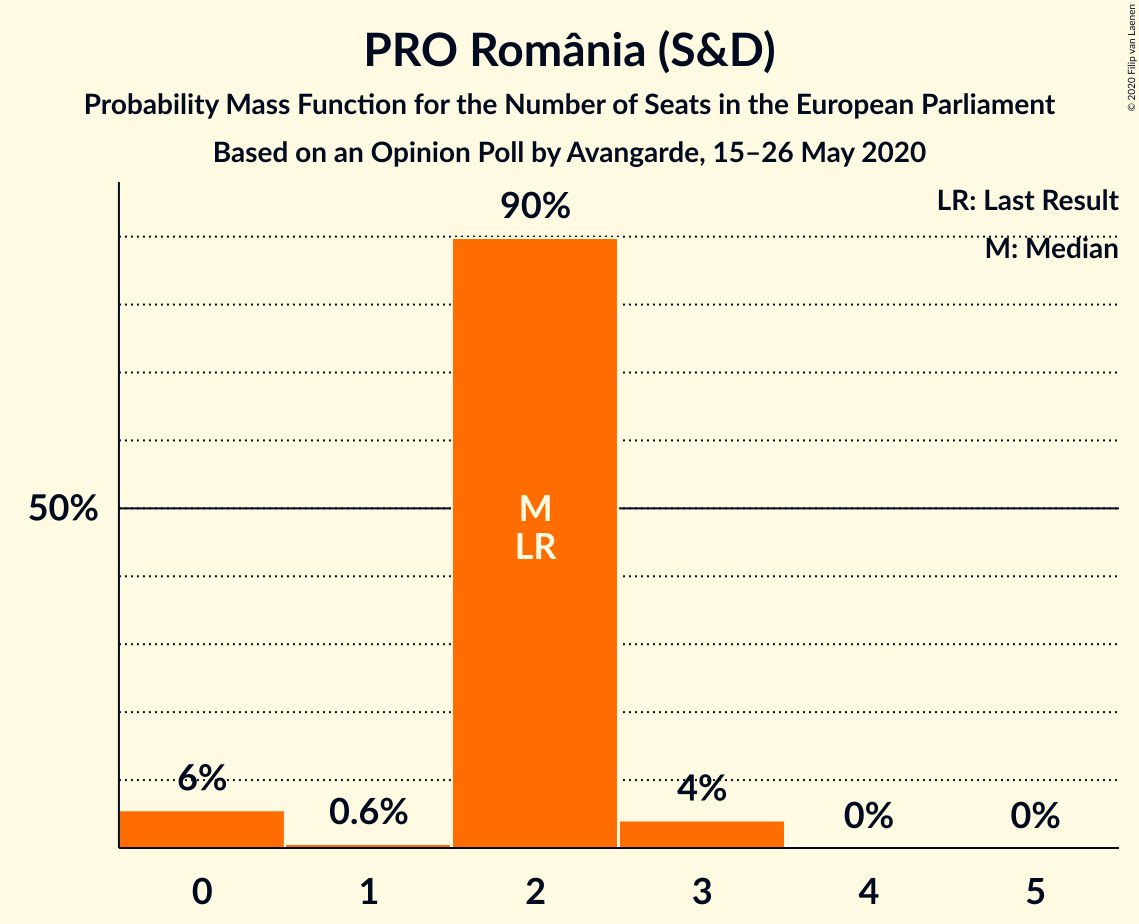 PRO România (S&D)
Probability Mass Function for the Number of Seats in the European Parliament
Based on an Opinion Poll by Avangarde, 15–26 May 2020
© 2020 Filip van Laenen
LR: Last Result
M: Median
90%
50%
M
LR
6%
0.6%
4%
0%
0%
0
1
2
3
4
5